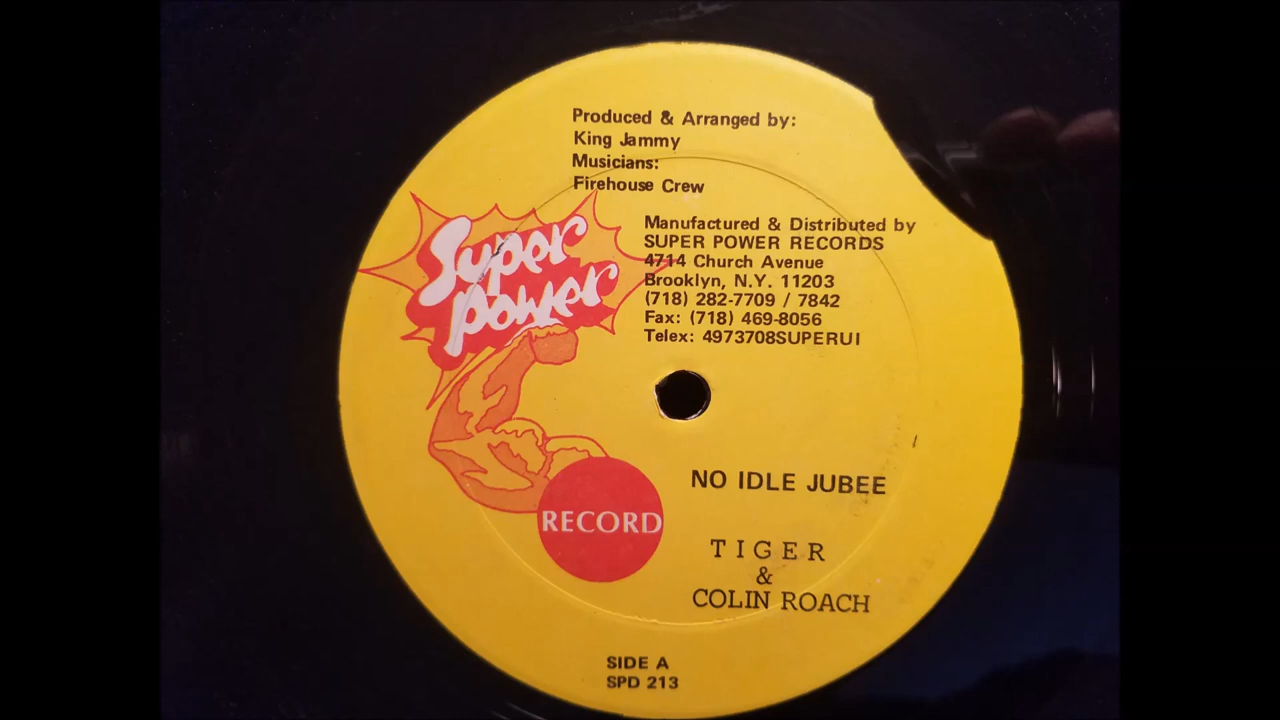 Produced & Arranged by:
King Jammy
Musicians:
Firehouse Crew
Super
Power
Manufactured & Distributed by
SUPER POWER RECORDS
4714 Church Avenue
Brooklyn, N.Y. 11203
(718) 282-7709 / 7842
Fax: (718) 469-8056
Telex: 4973708SUPERUI
NO IDLE JUBEE
RECORD
TIGER
&
COLIN ROACH
SIDE A
SPD 213